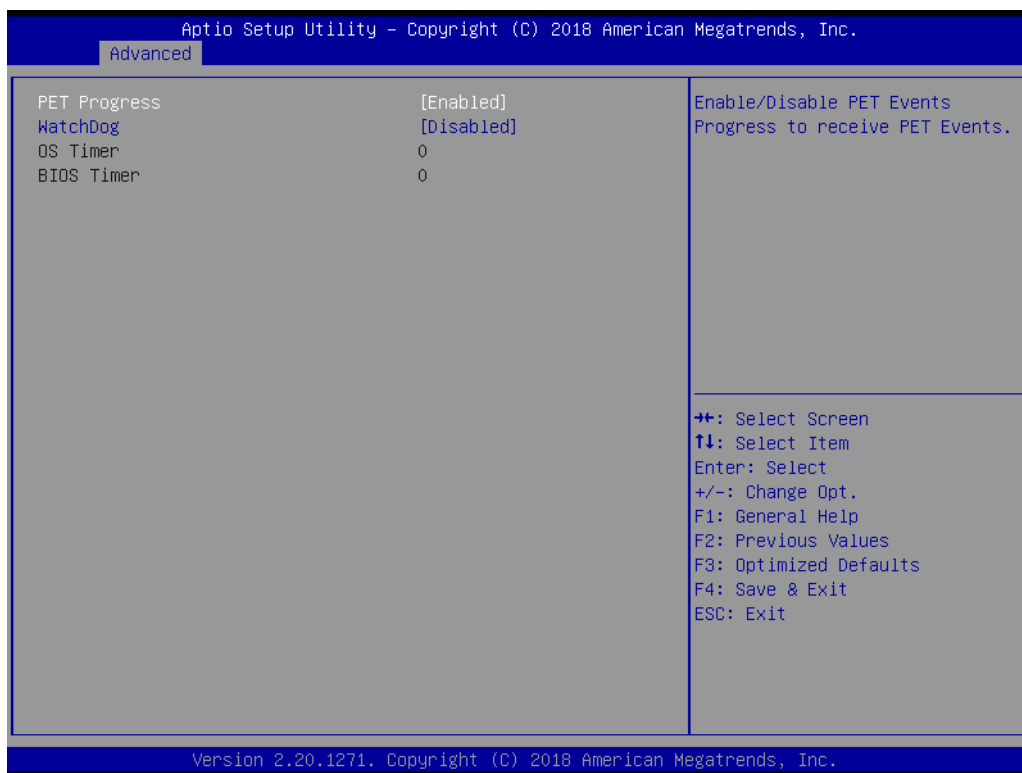 Aptio Setup Utility – Copyright (C) 2018 American Megatrends, Inc.
Advanced
PET Progress [Enabled]
WatchDog [Disabled]
OS Timer 0
BIOS Timer 0
Enable/Disable PET Events
Progress to receive PET Events.
→←: Select Screen
↑↓: Select Item
Enter: Select
+/-: Change Opt.
F1: General Help
F2: Previous Values
F3: Optimized Defaults
F4: Save & Exit
ESC: Exit
Version 2.20.1271. Copyright (C) 2018 American Megatrends, Inc.